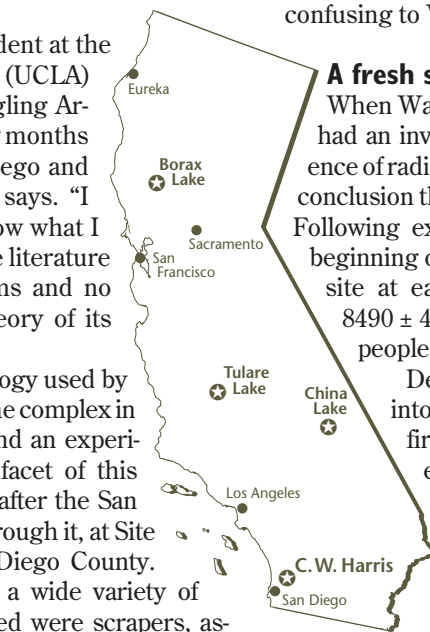 dent at the
(UCLA)
gling Ar-
months
ego and
says. “I
ow what I
e literature
ns and no
eory of its
ogy used by
ne complex in
nd an experi-
facet of this
after the San
rough it, at Site
Diego County.
a wide variety of
ed were scrapers, as-
Eureka
Borax
Lake
Sacramento
San
Francisco
Tulare
Lake
China
Lake
Los Angeles
C. W. Harris
San Diego
confusing to
A fresh s
When Wa
had an inv
ence of radi
conclusion th
Following ex
beginning o
site at ea
8490 ± 4
people
De
into
fir
e